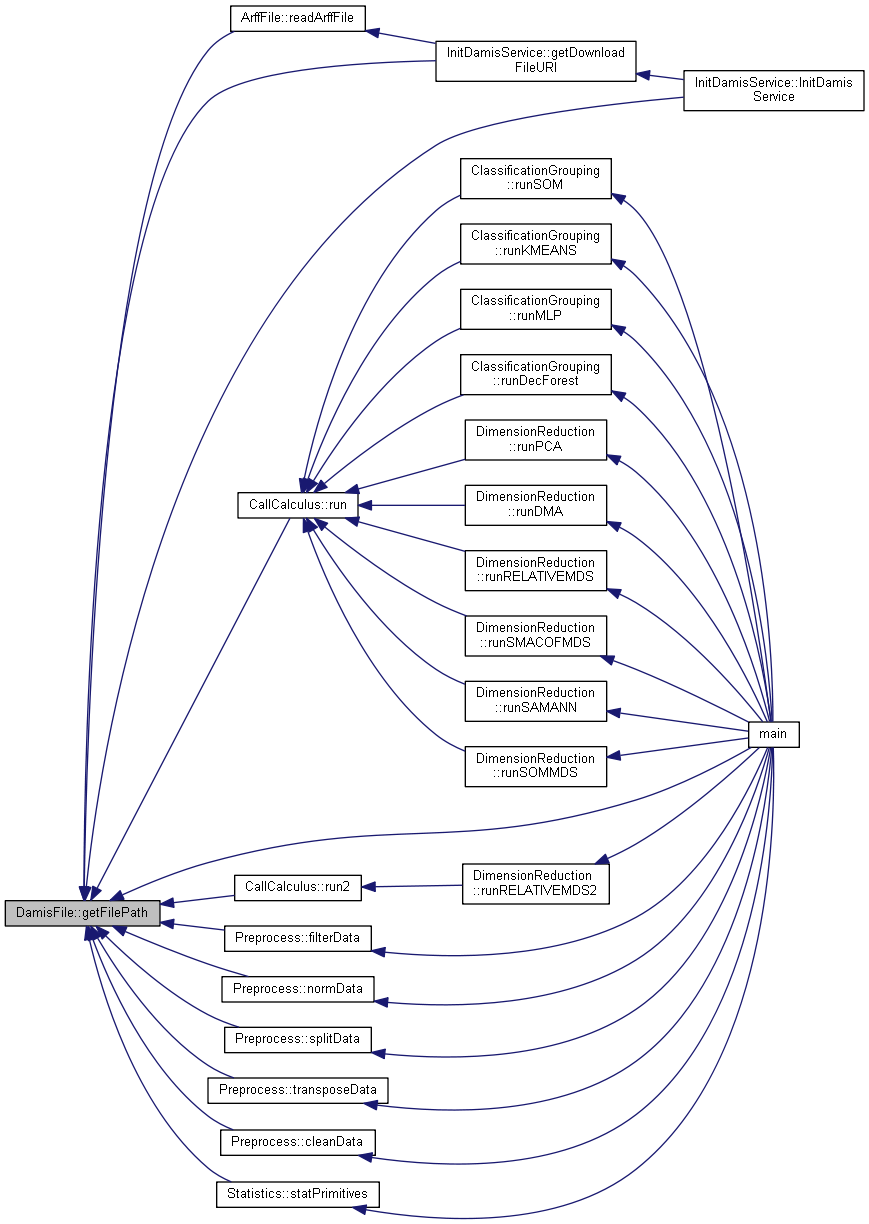 ArffFile::readArffFile
InitDamisService::getDownload
FileURI
InitDamisService::InitDamis
Service
ClassificationGrouping
::runSOM
ClassificationGrouping
::runKMEANS
ClassificationGrouping
::runMLP
ClassificationGrouping
::runDecForest
DimensionReduction
::runPCA
CallCalculus::run
DimensionReduction
::runDMA
DimensionReduction
::runRELATIVEMDS
DimensionReduction
::runSMACOFMDS
DimensionReduction
::runSAMANN
main
DimensionReduction
::runSOMMDS
CallCalculus::run2
DimensionReduction
::runRELATIVEMDS2
DamisFile::getFilePath
Preprocess::filterData
Preprocess::normData
Preprocess::splitData
Preprocess::transposeData
Preprocess::cleanData
Statistics::statPrimitives